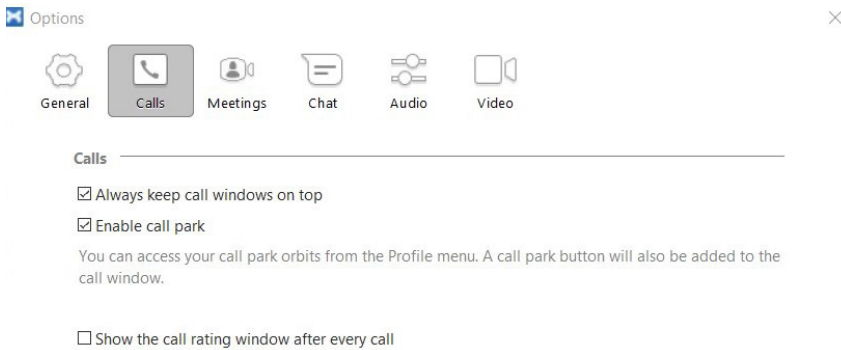 Options
General Calls Meetings Chat Audio Video
Calls
Always keep call windows on top
Enable call park
You can access your call park orbits from the Profile menu. A call park button will also be added to the
call window.
Show the call rating window after every call